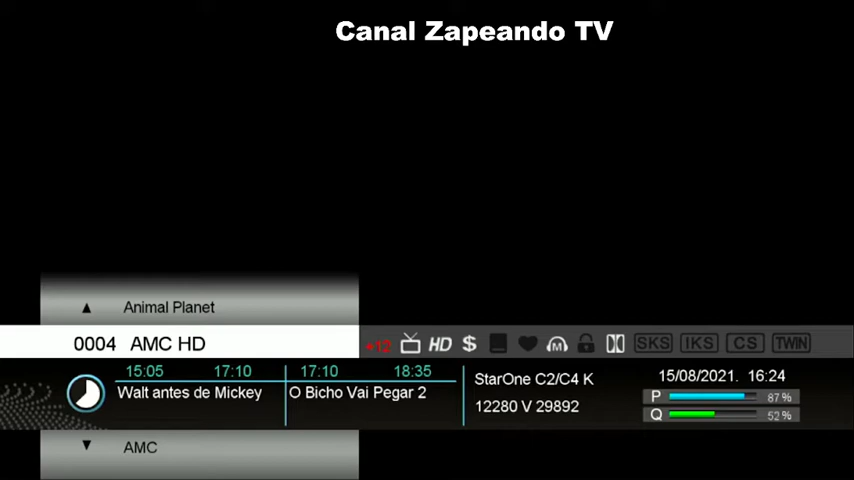 Canal Zapeando TV
Animal Planet
0004 AMC HD
+12 HD $ M SKS IKS CS TWIN
15:05 17:10 17:10 18:35
Walt antes de Mickey O Bicho Vai Pegar 2
StarOne C2/C4 K
12280 V 29892
15/08/2021. 16:24
P 87 %
Q 52 %
AMC